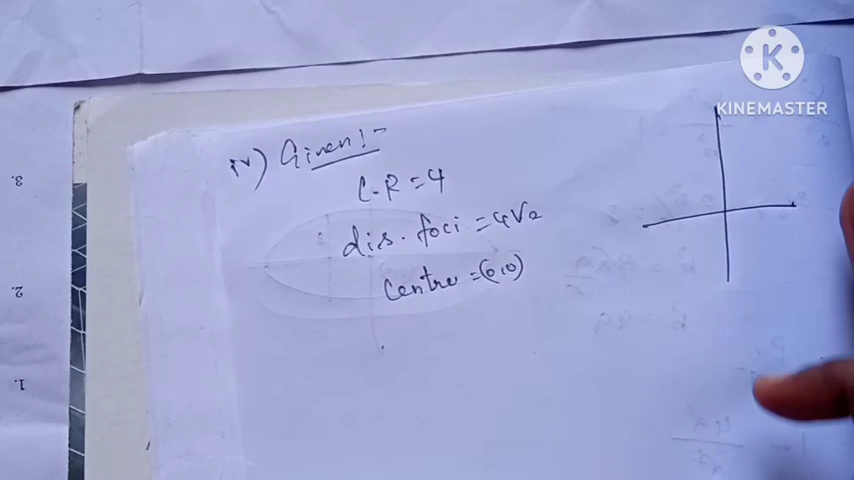 iv) Given :-
L.R = 4
dis. foci = 4√2
Centre = (0,0)
K
KINEMASTER
3.
2.
1.